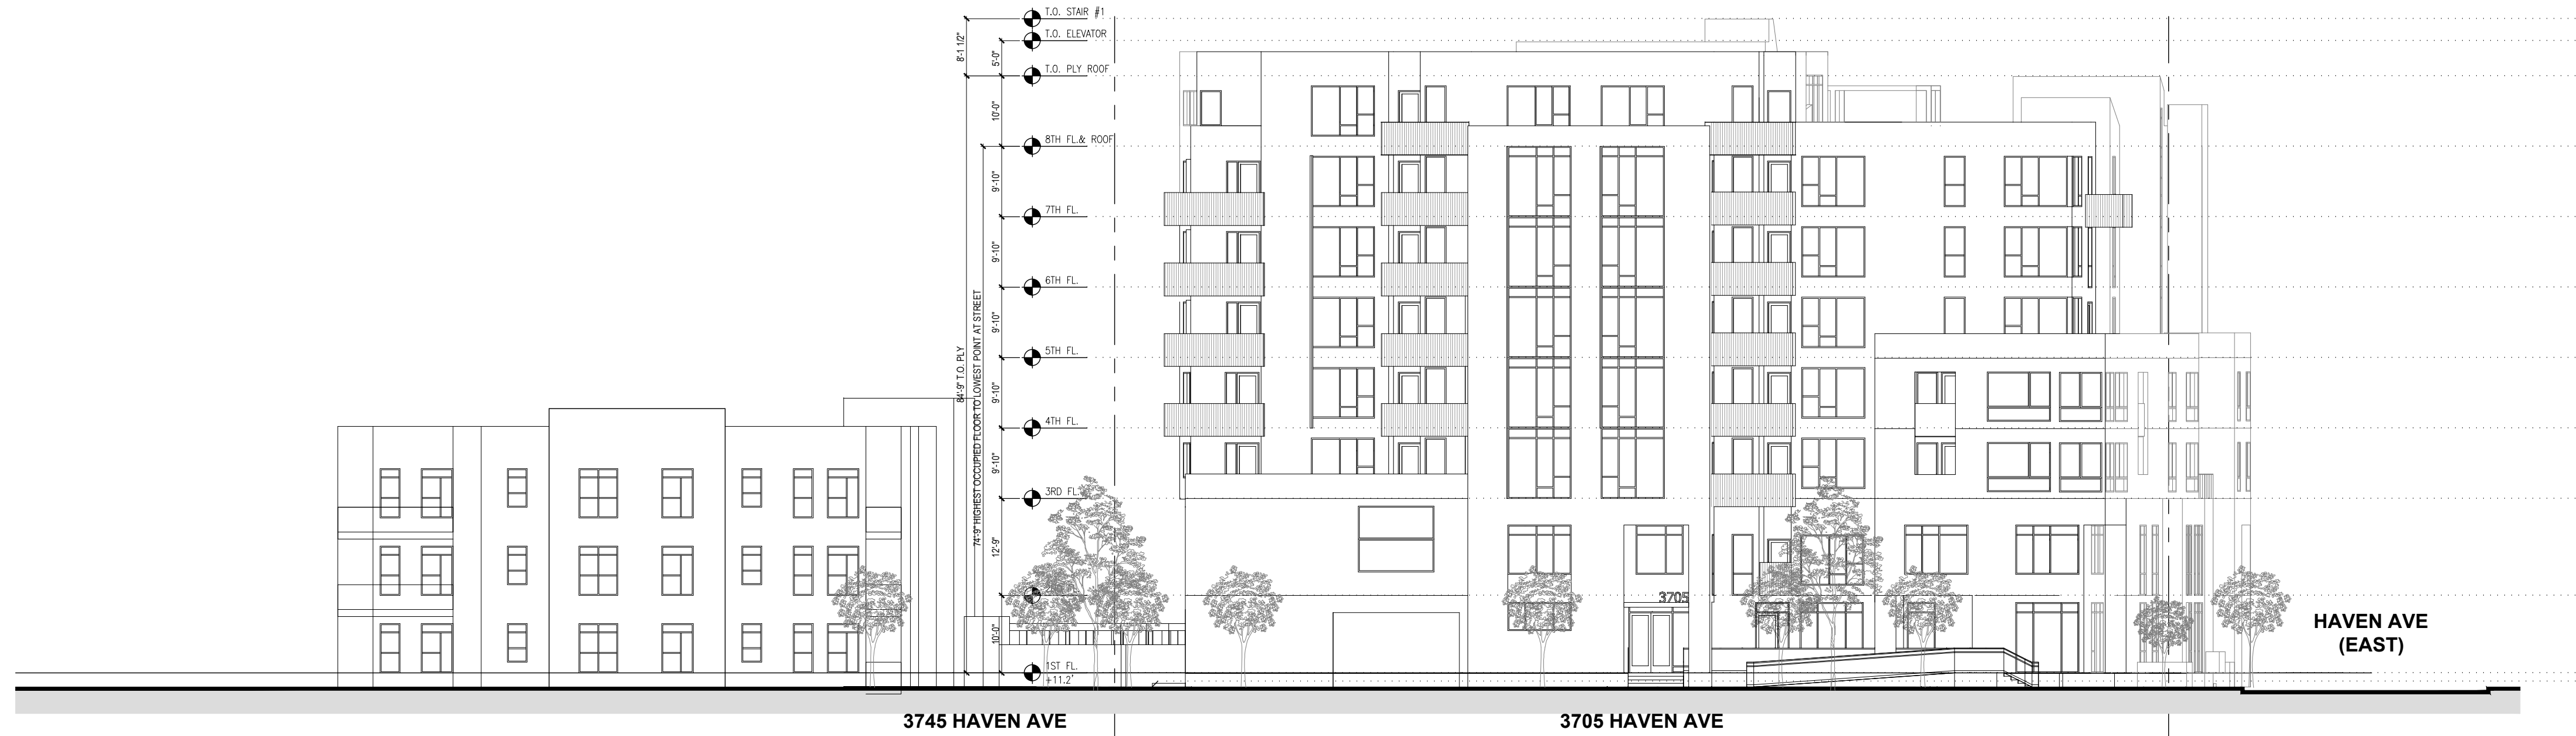 T.O. STAIR #1
T.O. ELEVATOR
T.O. PLY ROOF
8TH FL.& ROOF
7TH FL.
6TH FL.
5TH FL.
4TH FL.
3RD FL.
1ST FL.
+11.2'
8'-1 1/2"
5'-0"
10'-0"
9'-10"
9'-10"
9'-10"
9'-10"
9'-10"
12'-9"
10'-0"
84'-9" T.O. PLY
74'-9" HIGHEST OCCUPIED FLOOR TO LOWEST POINT AT STREET
3705
HAVEN AVE
(EAST)
3745 HAVEN AVE
3705 HAVEN AVE